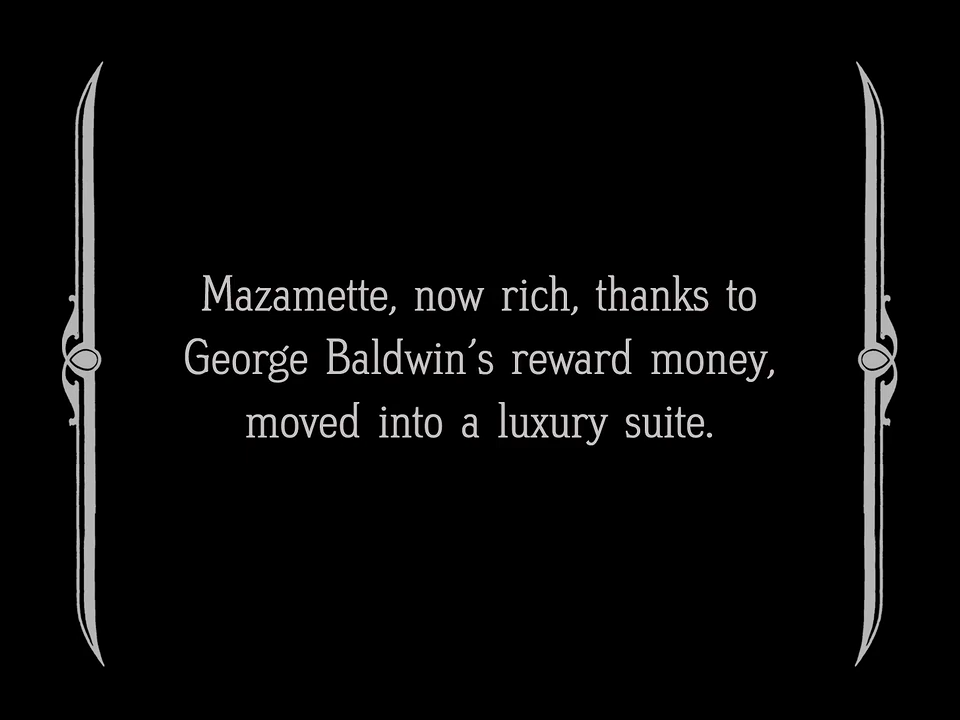 Mazamette, now rich, thanks to
George Baldwin's reward money,
moved into a luxury suite.